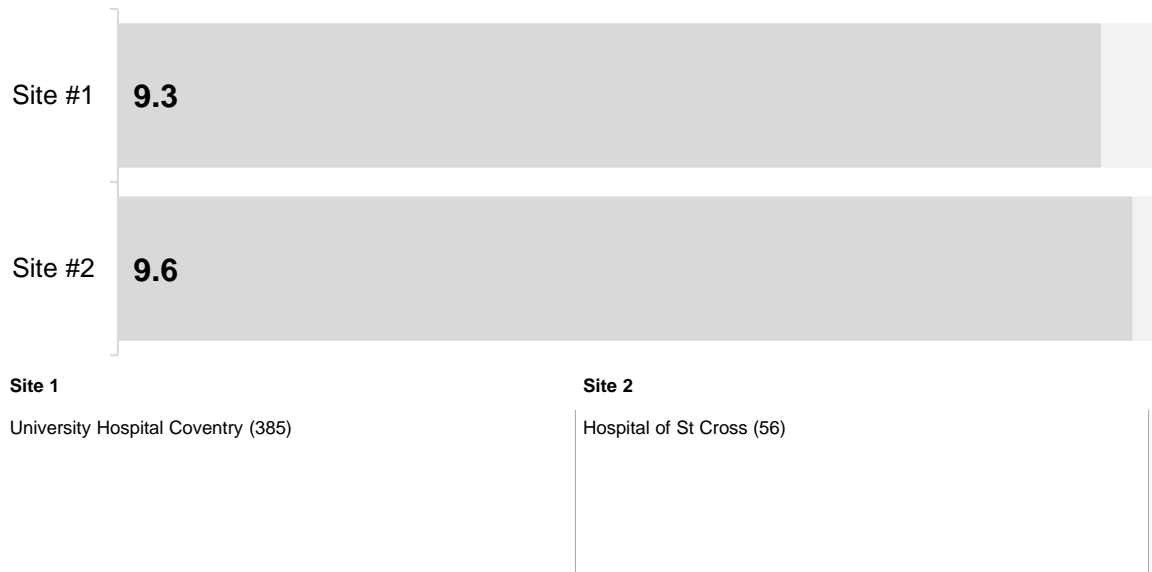 Site #1 9.3
Site #2 9.6
Site 1 Site 2
University Hospital Coventry (385) Hospital of St Cross (56)